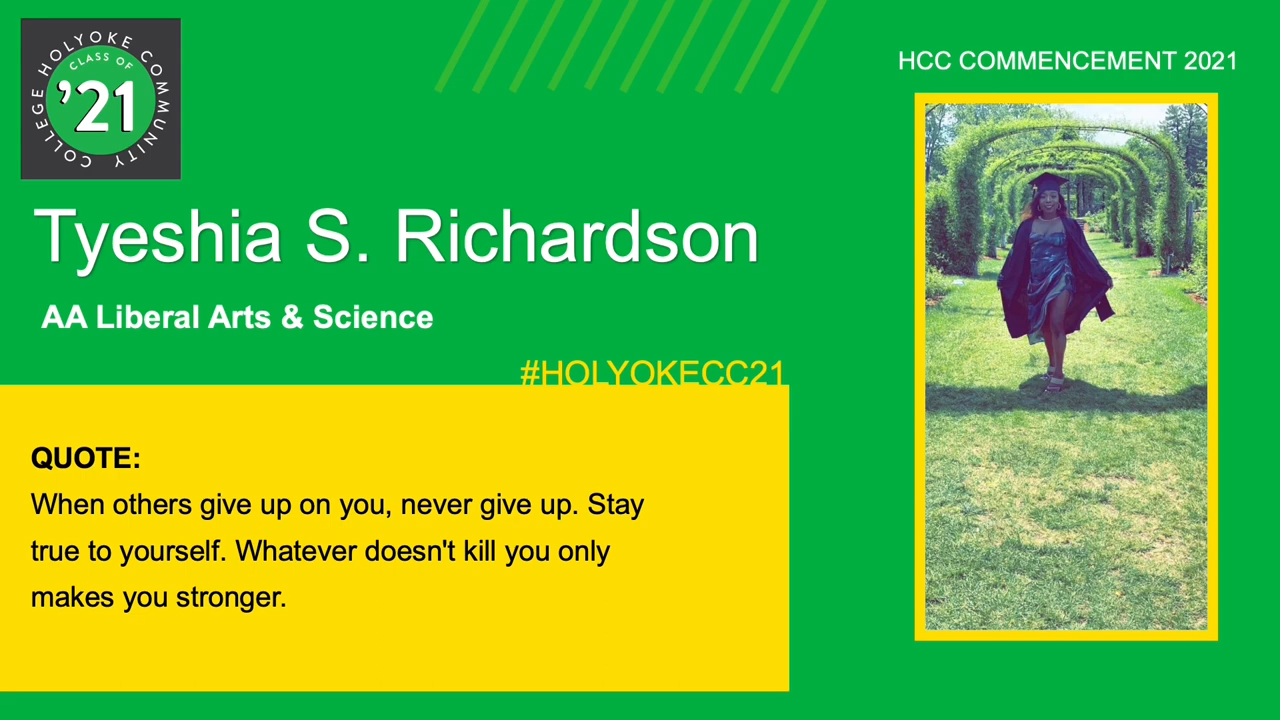 HOLYOKE COMMUNITY COLLEGE
CLASS OF
'21
HCC COMMENCEMENT 2021
Tyeshia S. Richardson
AA Liberal Arts & Science
#HOLYOKECC21
QUOTE:
When others give up on you, never give up. Stay
true to yourself. Whatever doesn't kill you only
makes you stronger.